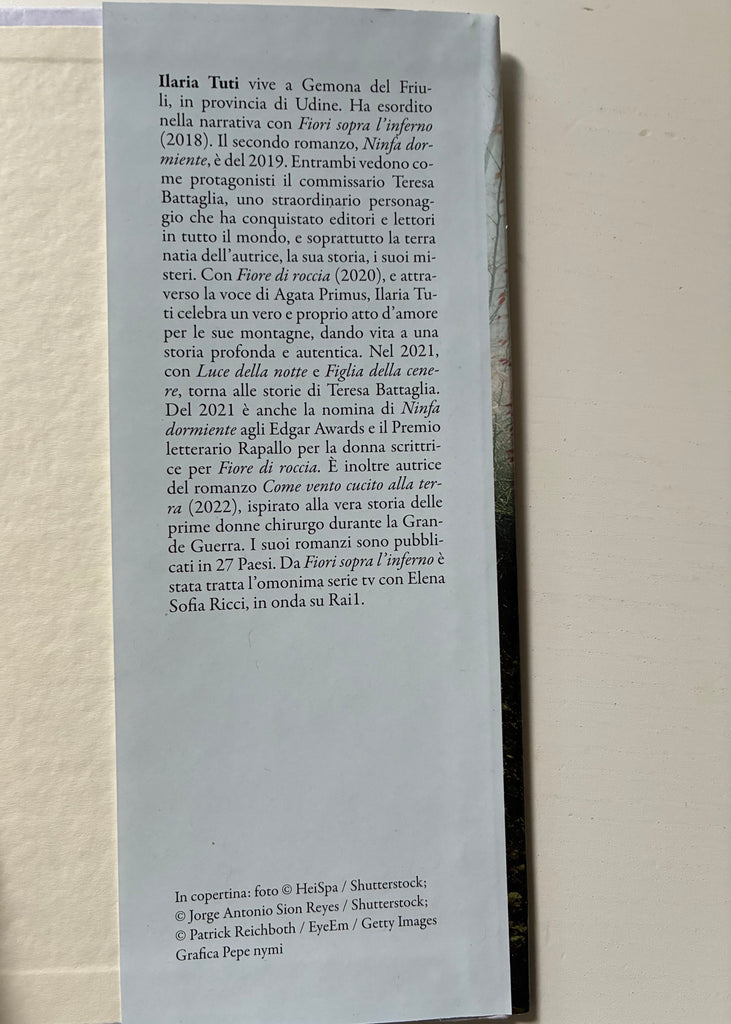 Ilaria Tuti vive a Gemona del Friu-
li, in provincia di Udine. Ha esordito
nella narrativa con Fiori sopra l'inferno
(2018). Il secondo romanzo, Ninfa dor-
miente, è del 2019. Entrambi vedono co-
me protagonisti il commissario Teresa
Battaglia, uno straordinario personag-
gio che ha conquistato editori e lettori
in tutto il mondo, e soprattutto la terra
natia dell'autrice, la sua storia, i suoi mi-
steri. Con Fiore di roccia (2020), e attra-
verso la voce di Agata Primus, Ilaria Tu-
ti celebra un vero e proprio atto d'amore
per le sue montagne, dando vita a una
storia profonda e autentica. Nel 2021,
con Luce della notte e Figlia della cene-
re, torna alle storie di Teresa Battaglia.
Del 2021 è anche la nomina di Ninfa
dormiente agli Edgar Awards e il Premio
letterario Rapallo per la donna scrittri-
ce per Fiore di roccia. È inoltre autrice
del romanzo Come vento cucito alla ter-
ra (2022), ispirato alla vera storia delle
prime donne chirurgo durante la Gran-
de Guerra. I suoi romanzi sono pubbli-
cati in 27 Paesi. Da Fiori sopra l'inferno è
stata tratta l'omonima serie tv con Elena
Sofia Ricci, in onda su Rai1.
In copertina: foto © HeiSpa / Shutterstock;
© Jorge Antonio Sion Reyes / Shutterstock;
© Patrick Reichboth / EyeEm / Getty Images
Grafica Pepe nymi